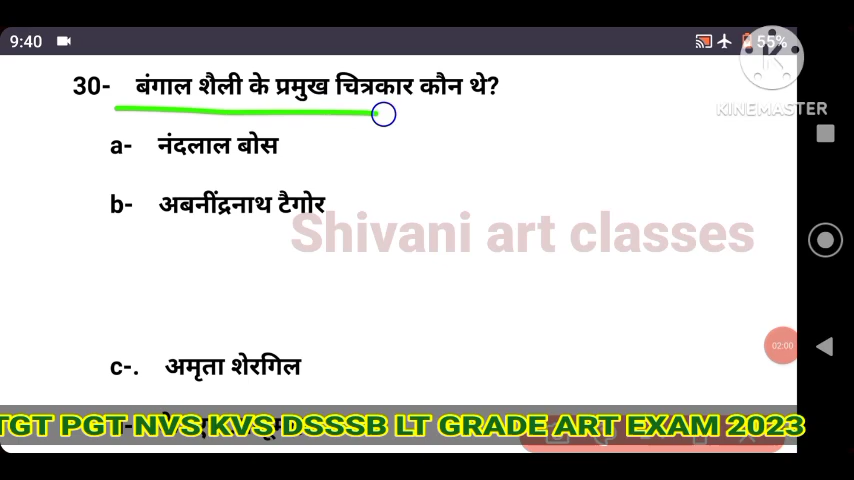 9:40
55%
KINEMASTER
30- बंगाल शैली के प्रमुख चित्रकार कौन थे?
a- नंदलाल बोस
b- अबनींद्रनाथ टैगोर
Shivani art classes
02:00
c-. अमृता शेरगिल
TGT PGT NVS KVS DSSSB LT GRADE ART EXAM 2023